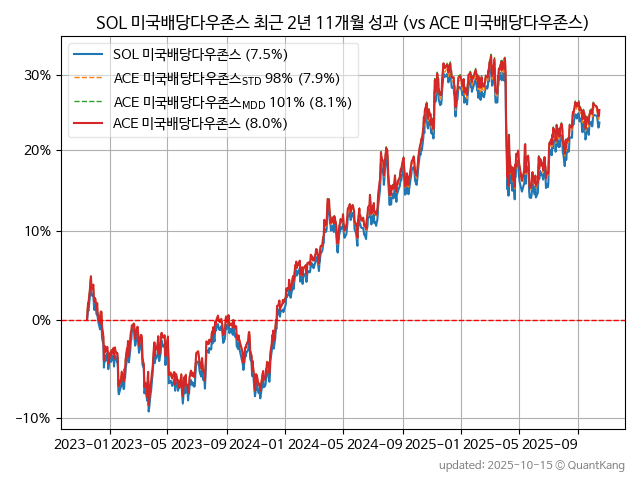 SOL 미국배당다우존스 최근 2년 11개월 성과 (vs ACE 미국배당다우존스)
SOL 미국배당다우존스 (7.5%)
ACE 미국배당다우존스STD 98% (7.9%)
ACE 미국배당다우존스MDD 101% (8.1%)
ACE 미국배당다우존스 (8.0%)
30%
20%
10%
0%
−10%
2023-01 2023-05 2023-09 2024-01 2024-05 2024-09 2025-01 2025-05 2025-09
updated: 2025-10-15 © QuantKang